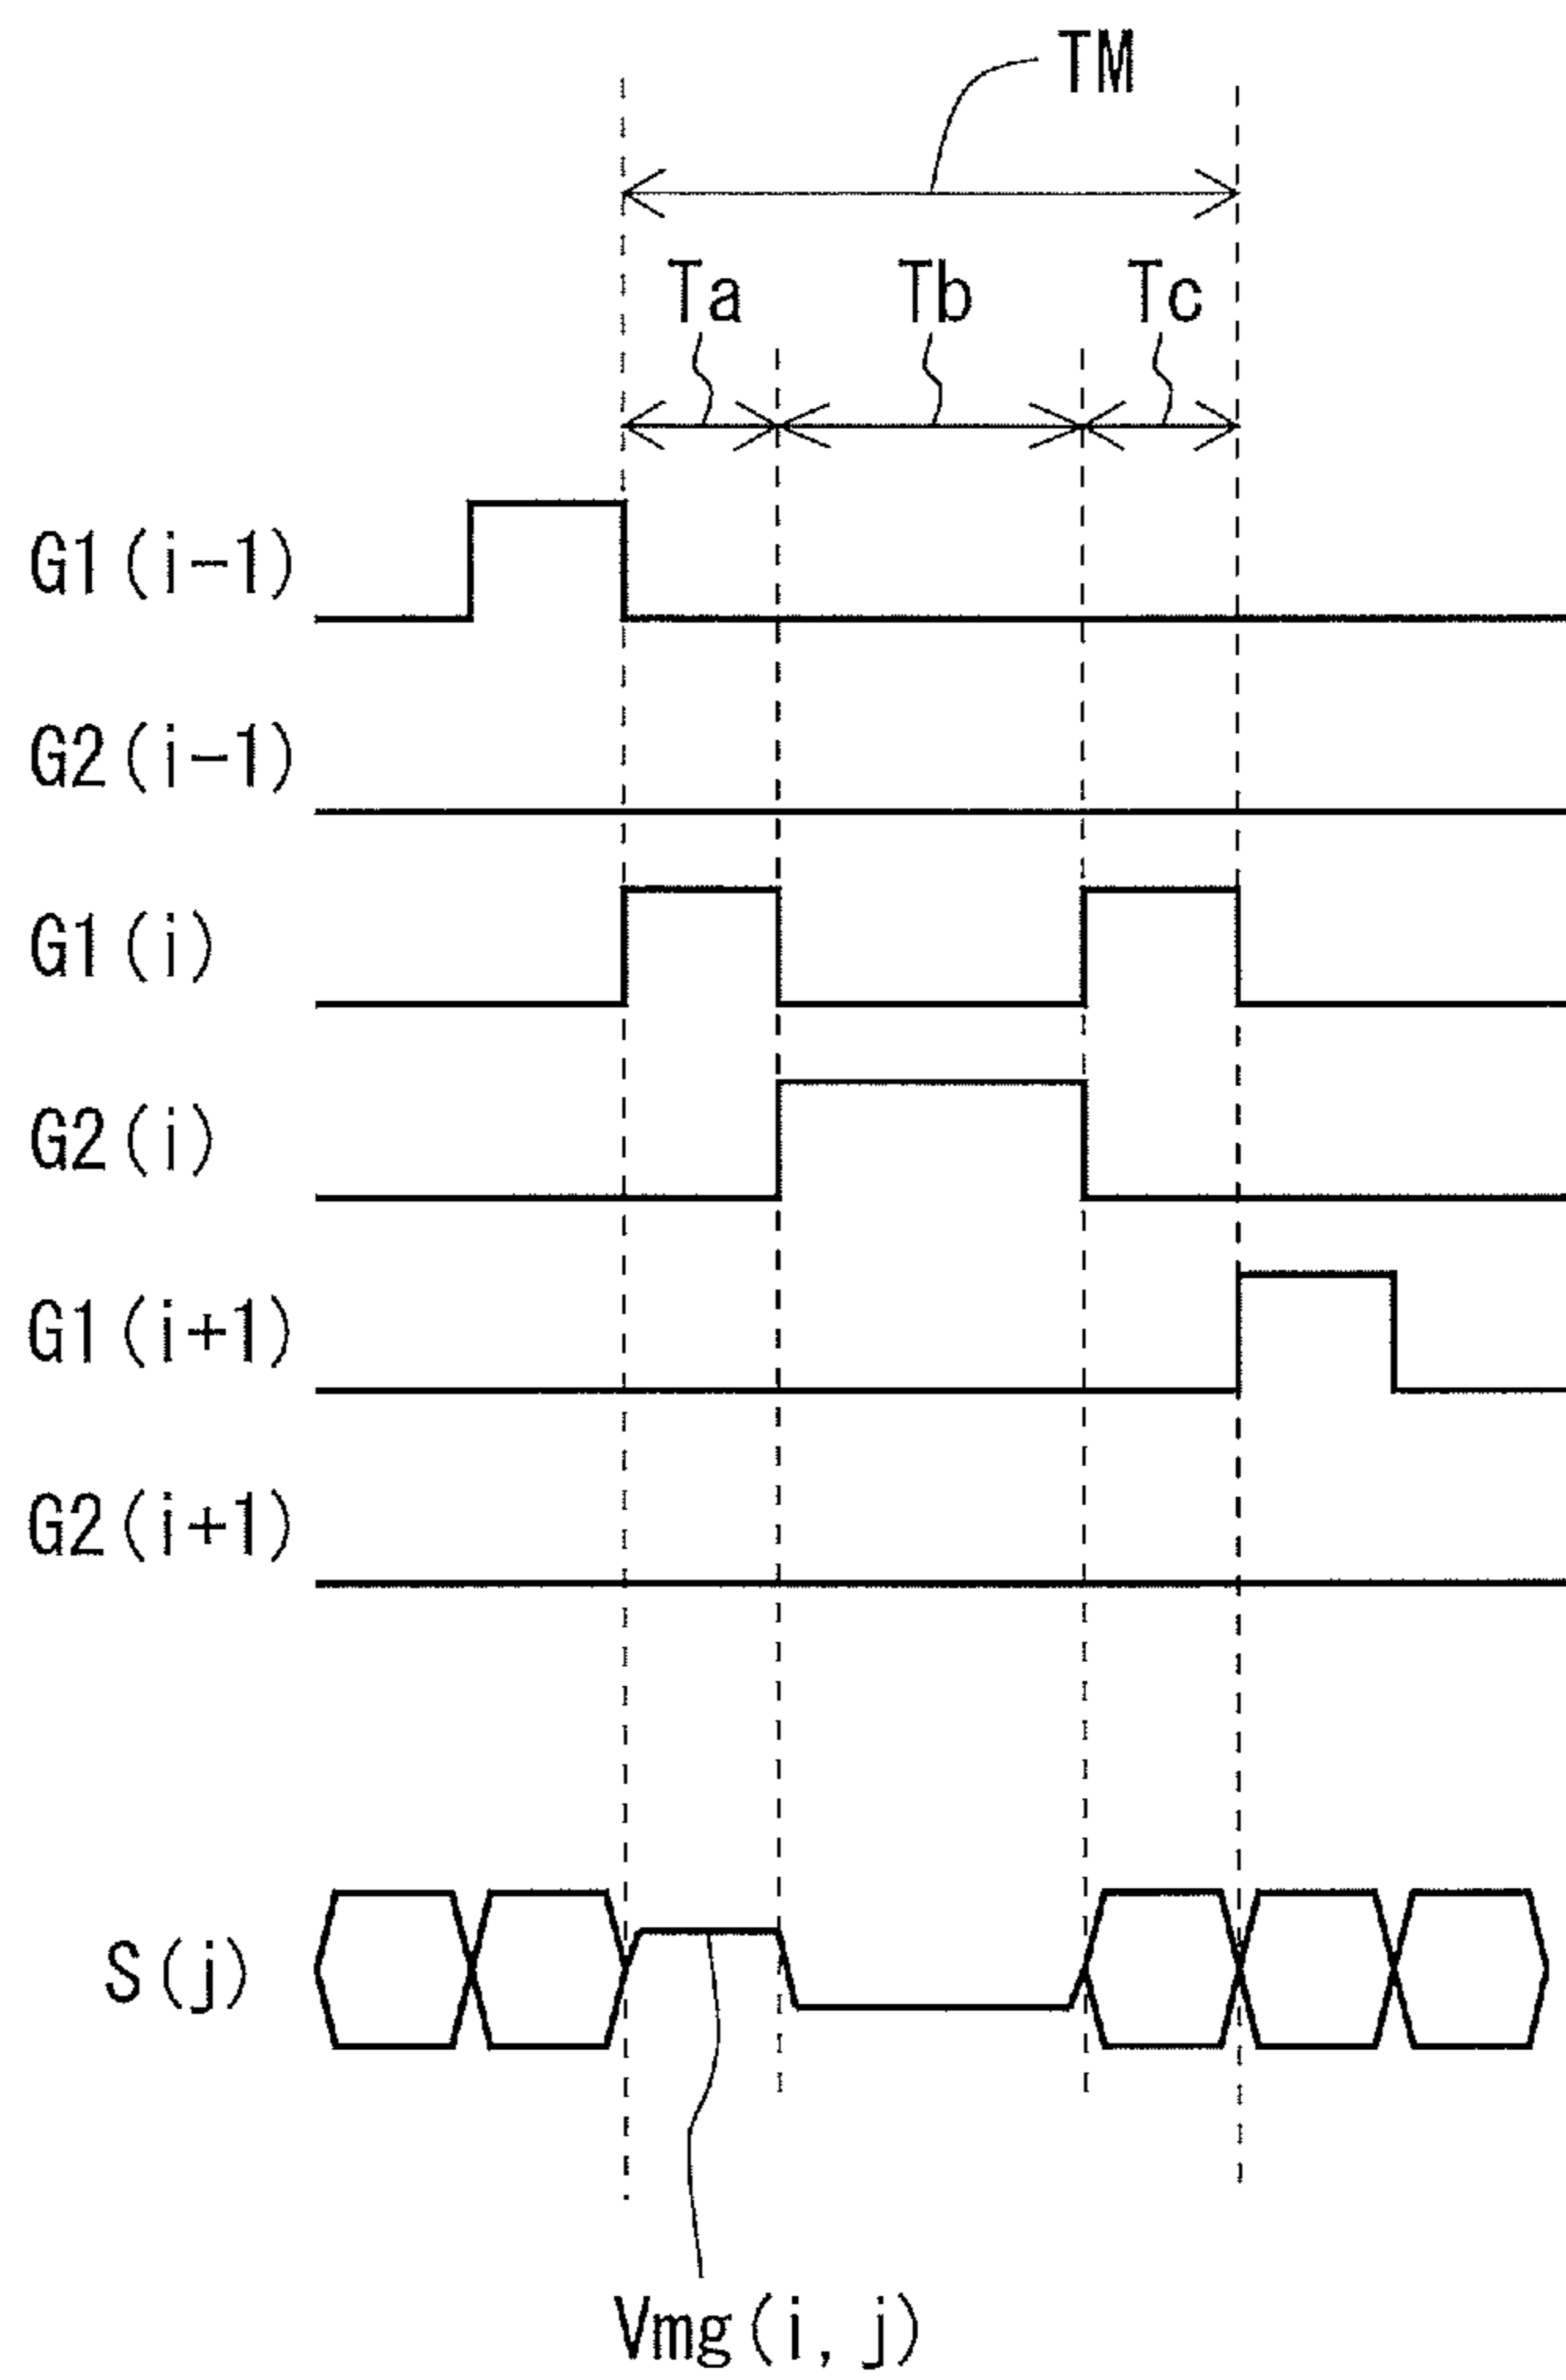 TM
Ta Tb Tc
G1(i-1)
G2(i-1)
G1(i)
G2(i)
G1(i+1)
G2(i+1)
S(j)
Vmg(i, j)